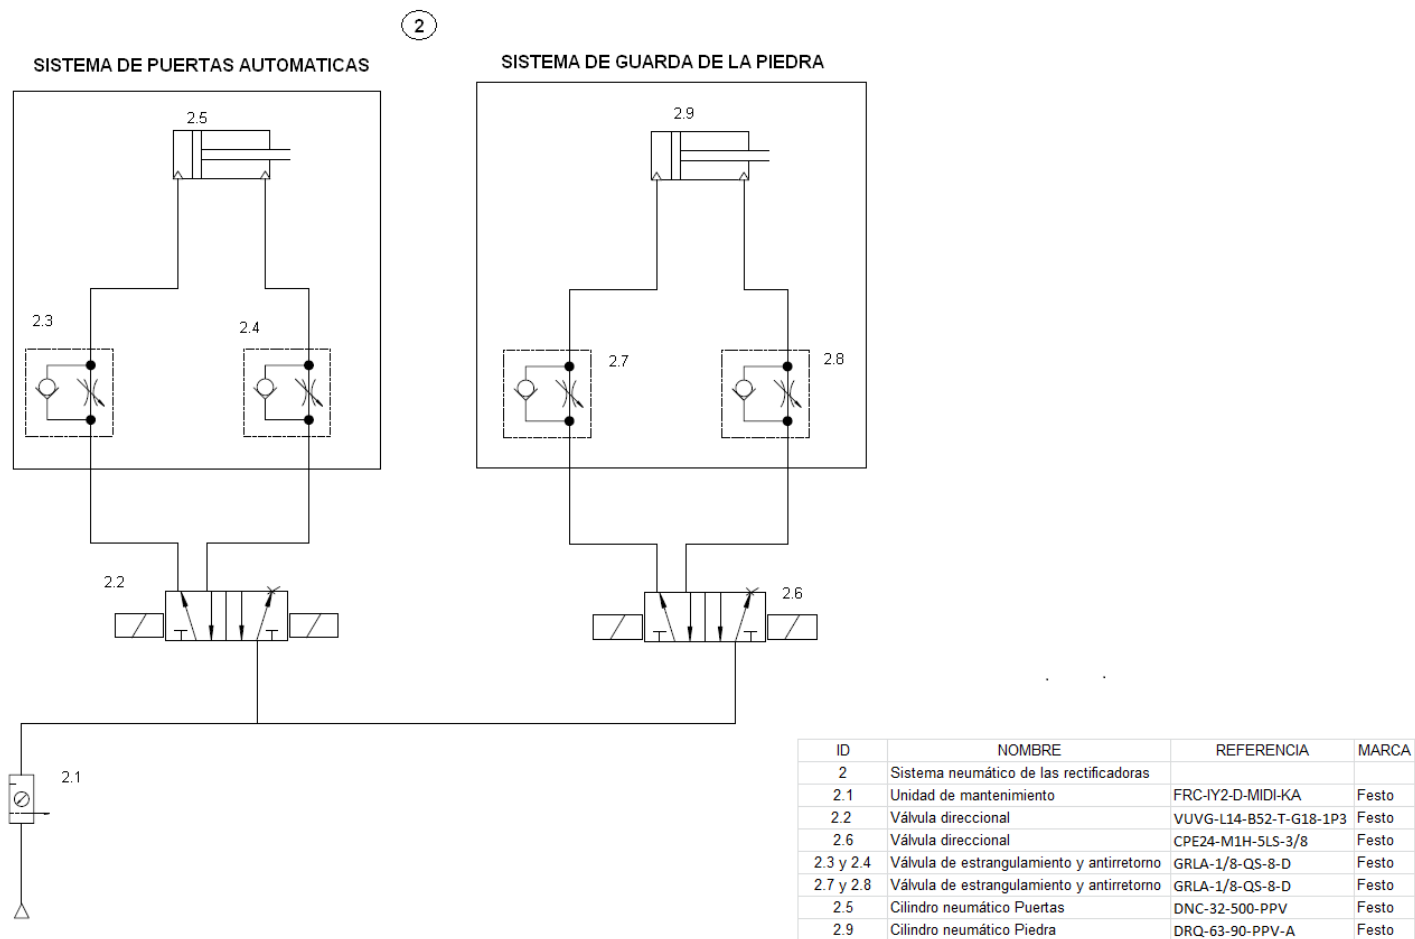 2
SISTEMA DE PUERTAS AUTOMATICAS
SISTEMA DE GUARDA DE LA PIEDRA
2.5
2.9
2.3
2.4
2.7
2.8
2.2
2.6
2.1
ID NOMBRE REFERENCIA MARCA
2 Sistema neumático de las rectificadoras
2.1 Unidad de mantenimiento FRC-IY2-D-MIDI-KA Festo
2.2 Válvula direccional VUVG-L14-B52-T-G18-1P3 Festo
2.6 Válvula direccional CPE24-M1H-5LS-3/8 Festo
2.3 y 2.4 Válvula de estrangulamiento y antirretorno GRLA-1/8-QS-8-D Festo
2.7 y 2.8 Válvula de estrangulamiento y antirretorno GRLA-1/8-QS-8-D Festo
2.5 Cilindro neumático Puertas DNC-32-500-PPV Festo
2.9 Cilindro neumático Piedra DRQ-63-90-PPV-A Festo